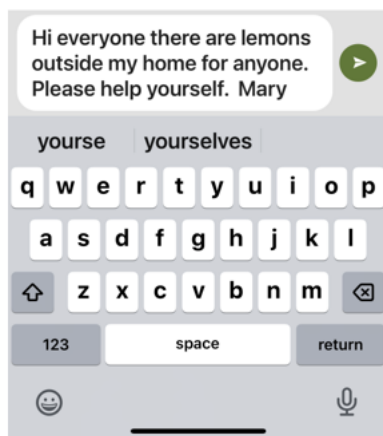 Hi everyone there are lemons
outside my home for anyone.
Please help yourself.  Mary
yourse yourselves
q w e r t y u i o p
a s d f g h j k l
z x c v b n m
123 space return